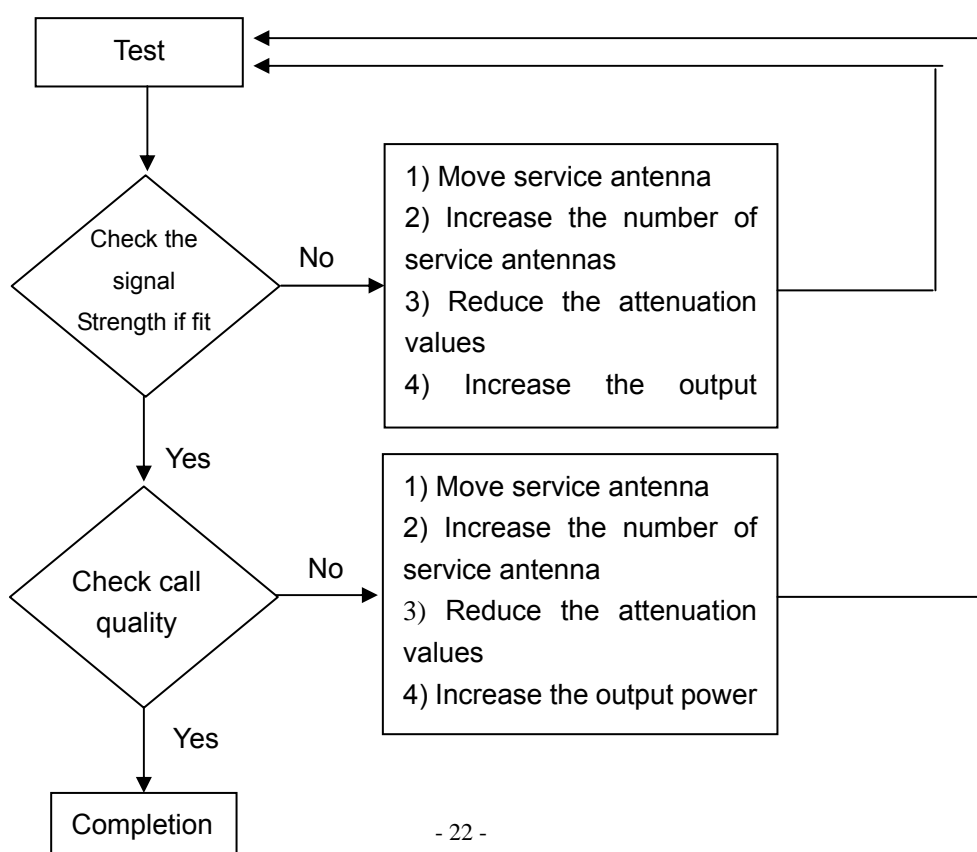 Test
Check the
signal
Strength if fit
No
1) Move service antenna
2) Increase the number of
service antennas
3) Reduce the attenuation
values
4) Increase the output
Yes
Check call
quality
No
1) Move service antenna
2) Increase the number of
service antenna
3) Reduce the attenuation
values
4) Increase the output power
Yes
Completion
- 22 -